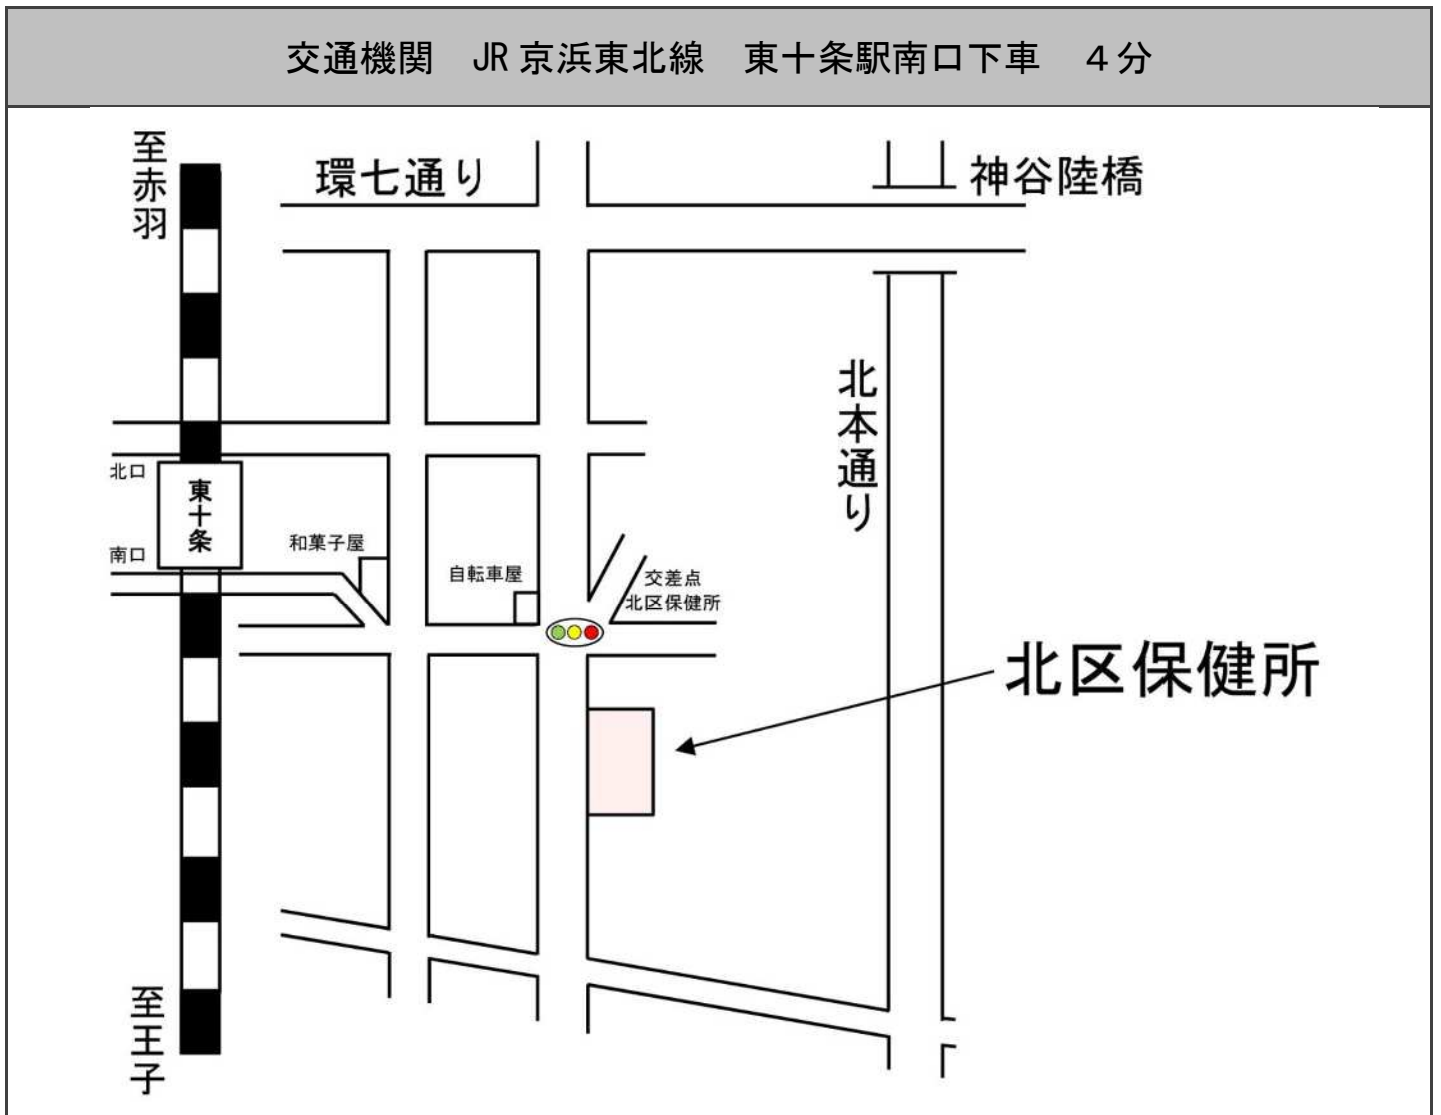 交通機関　JR京浜東北線　東十条駅南口下車　４分
至赤羽
環七通り
神谷陸橋
北本通り
北口
東十条
南口
和菓子屋
自転車屋
交差点
北区保健所
北区保健所
至王子